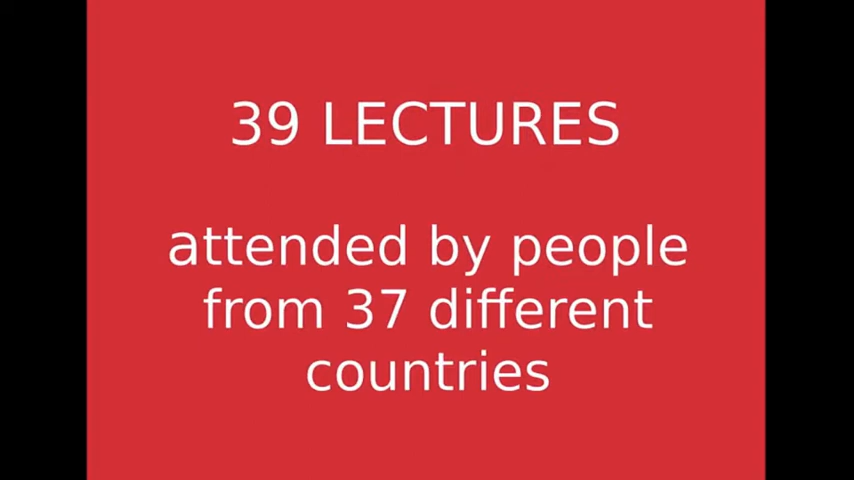 39 LECTURES
attended by people
from 37 different
countries